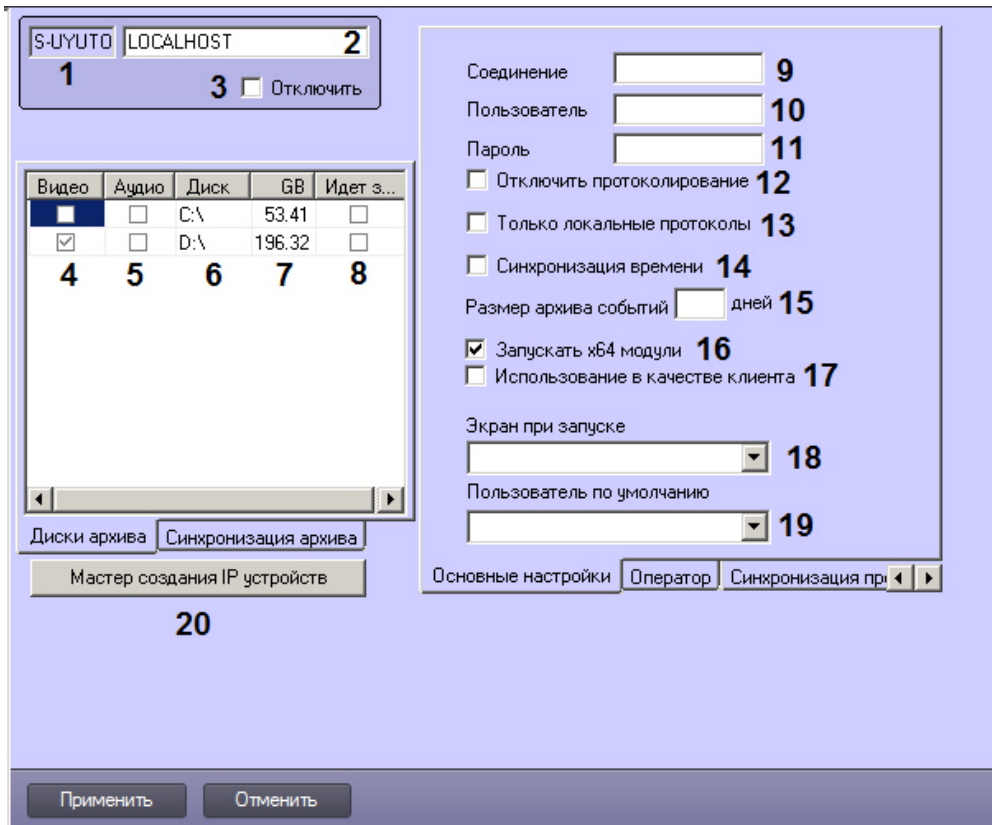 S-UYUTO LOCALHOST 2
1
3 Отключить
Видео Аудио Диск GB Идет з...
C:\ 53.41
D:\ 196.32
4 5 6 7 8
Диски архива Синхронизация архива
Мастер создания IP устройств
20
Соединение 9
Пользователь 10
Пароль 11
Отключить протоколирование 12
Только локальные протоколы 13
Синхронизация времени 14
Размер архива событий дней 15
Запускать x64 модули 16
Использование в качестве клиента 17
Экран при запуске
18
Пользователь по умолчанию
19
Основные настройки Оператор Синхронизация пр
Применить Отменить